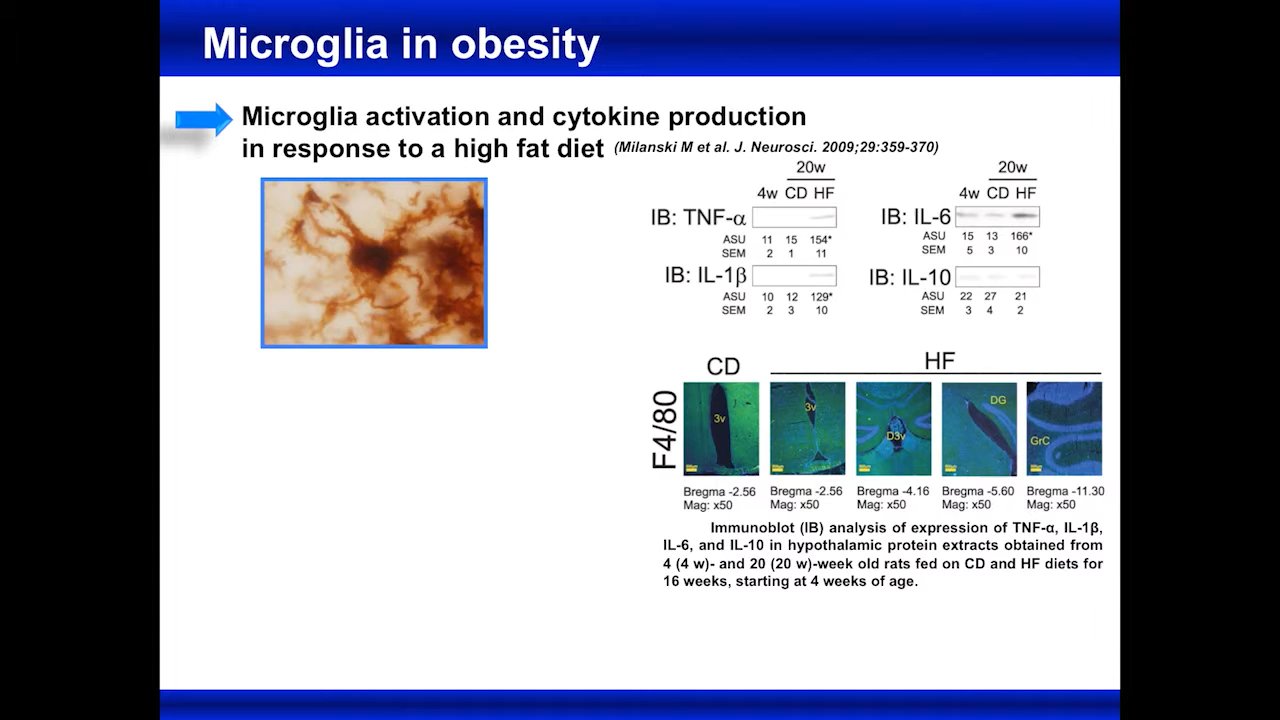 Microglia in obesity
Microglia activation and cytokine production
in response to a high fat diet (Milanski M et al. J. Neurosci. 2009;29:359-370)
20w
4w CD HF
IB: TNF-α
ASU 11 15 154*
SEM 2 1 11
IB: IL-1β
ASU 10 12 129*
SEM 2 3 10
20w
4w CD HF
IB: IL-6
ASU 15 13 166*
SEM 5 3 10
IB: IL-10
ASU 22 27 21
SEM 3 4 2
CD HF
F4/80
3v 3v D3v DG GrC
Bregma -2.56 Bregma -2.56 Bregma -4.16 Bregma -5.60 Bregma -11.30
Mag: x50 Mag: x50 Mag: x50 Mag: x50 Mag: x50
Immunoblot (IB) analysis of expression of TNF-α, IL-1β,
IL-6, and IL-10 in hypothalamic protein extracts obtained from
4 (4 w)- and 20 (20 w)-week old rats fed on CD and HF diets for
16 weeks, starting at 4 weeks of age.